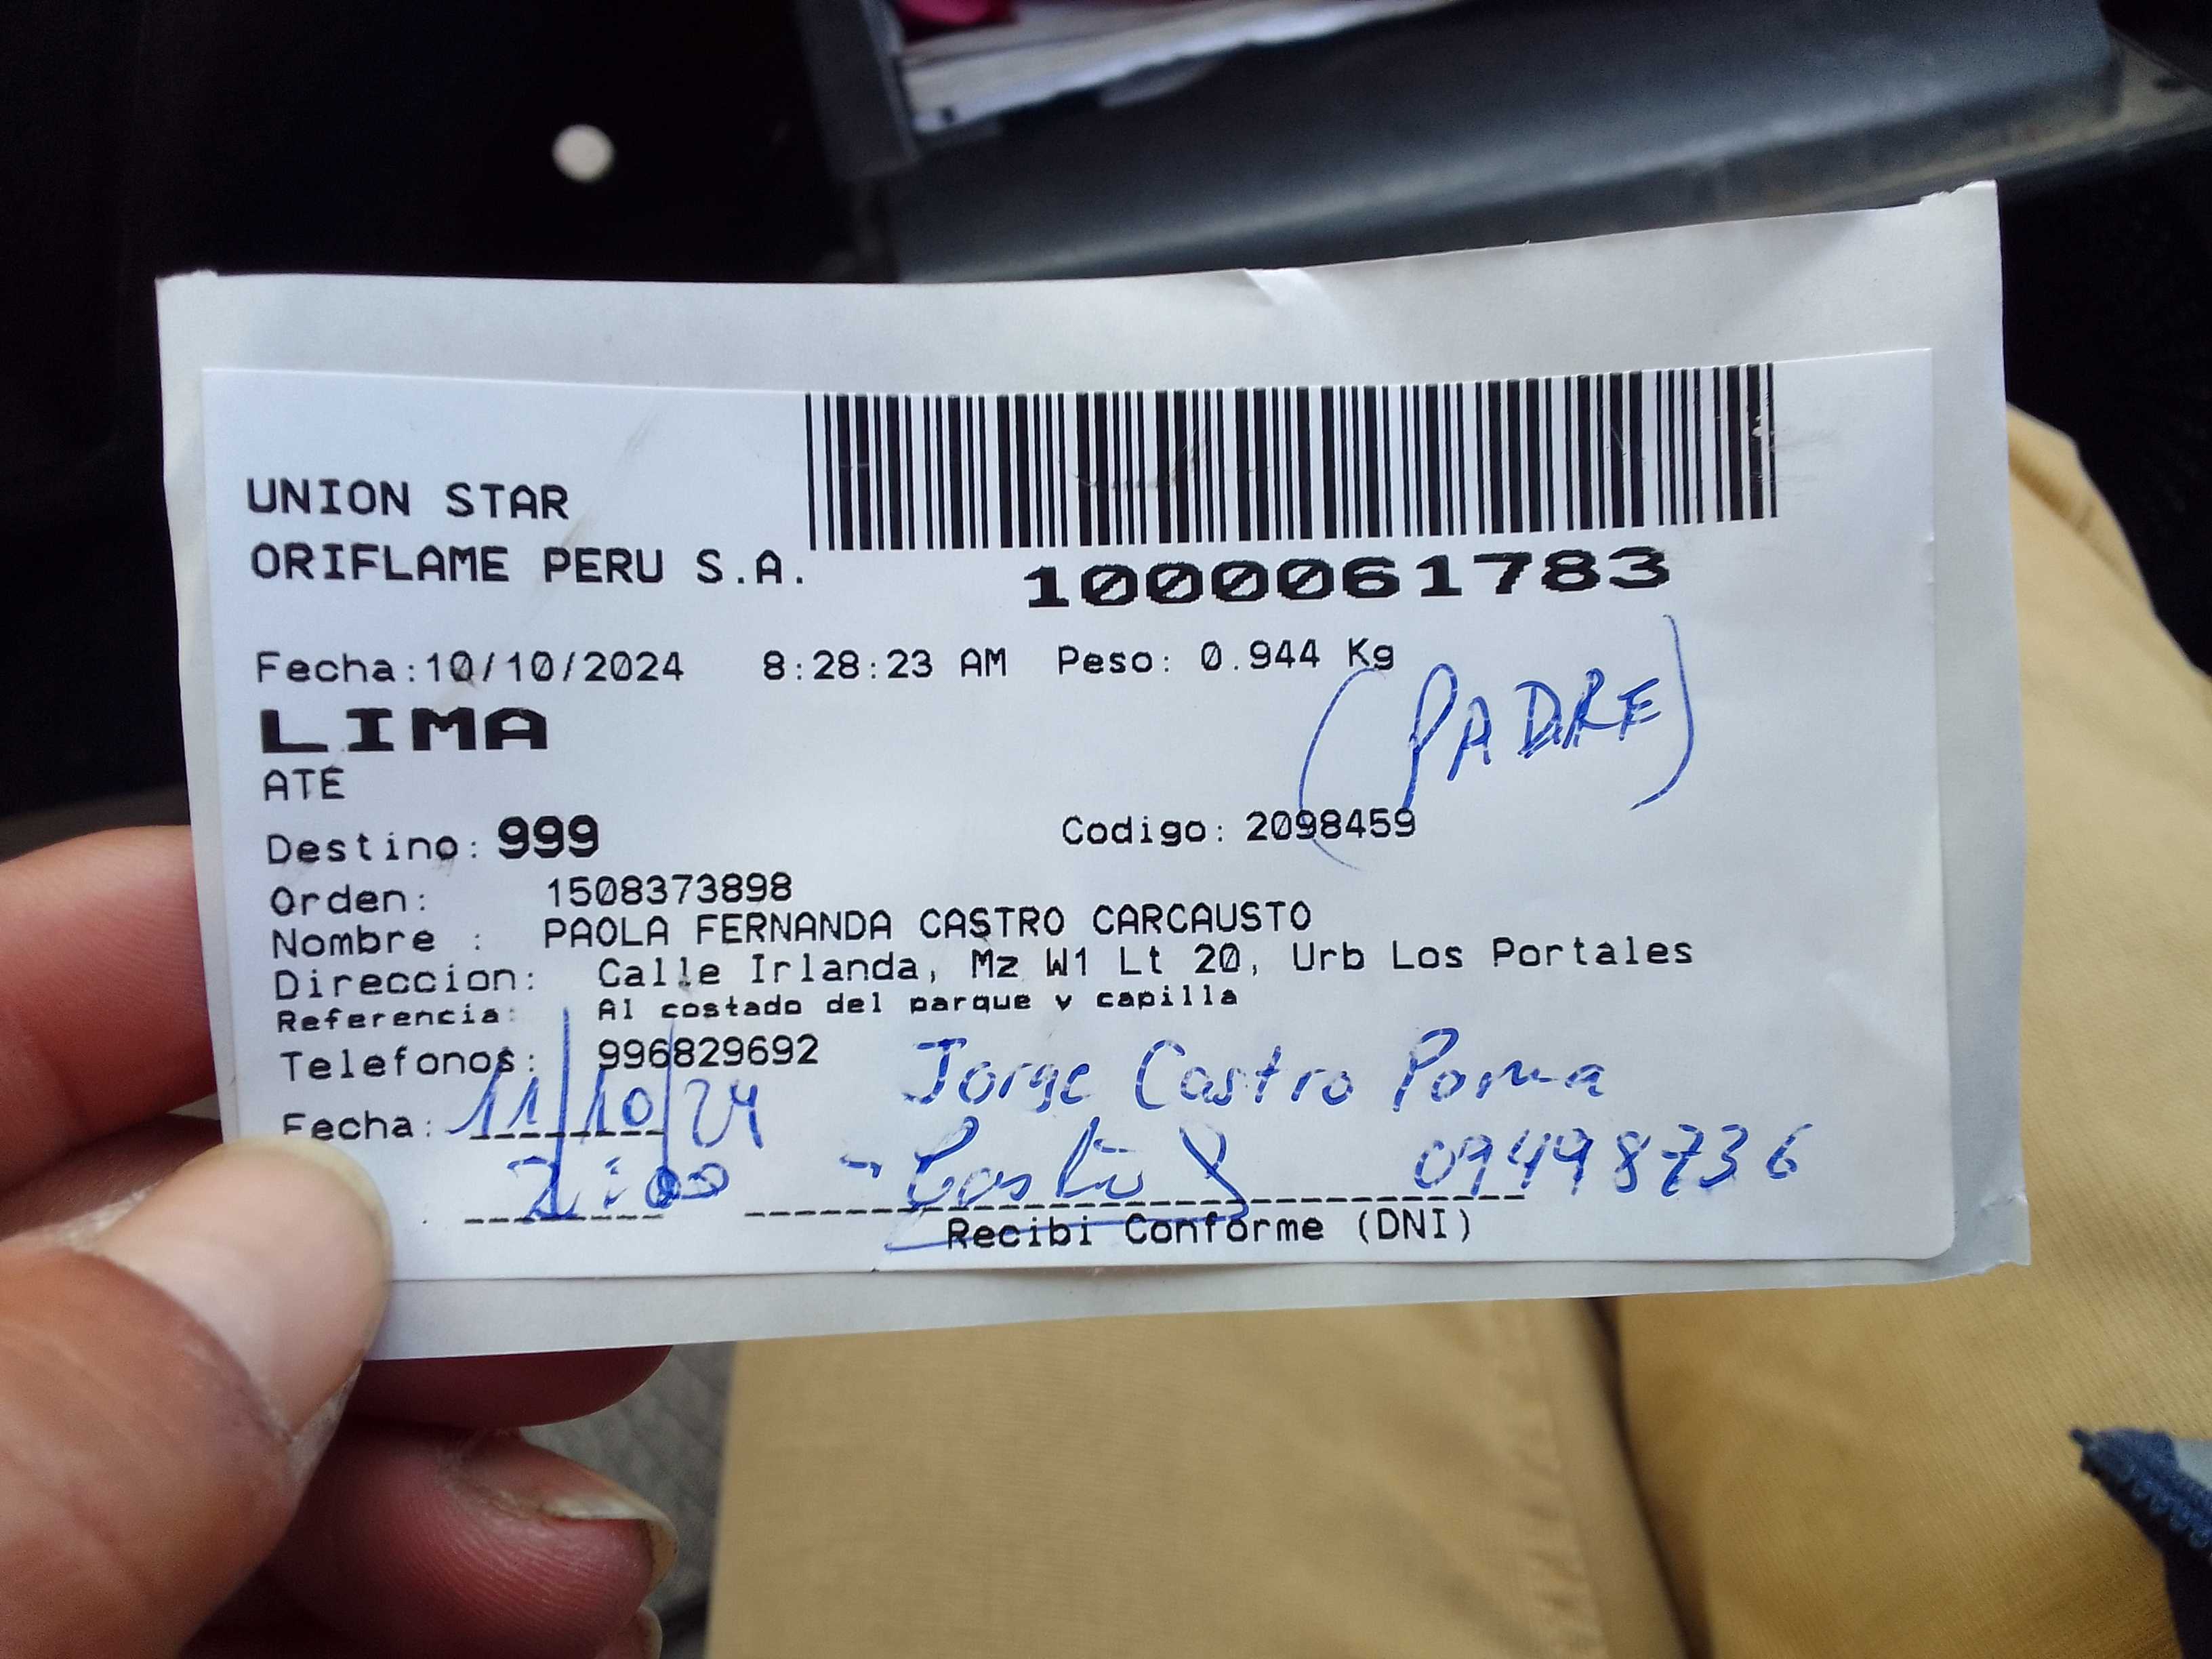 UNION STAR
ORIFLAME PERU S.A.
1000061783
Fecha:10/10/2024 8:28:23 AM Peso: 0.944 Kg
(PADRE)
LIMA
ATE
Destino: 999 Codigo: 2098459
Orden: 1508373898
Nombre : PAOLA FERNANDA CASTRO CARCAUSTO
Direccion: Calle Irlanda, Mz W1 Lt 20, Urb Los Portales
Referencia: Al costado del parque y capilla
Telefonos: 996829692
Jorge Castro Poma
Fecha: 11/10/24
2:00 Castro 09498736
Recibi Conforme (DNI)